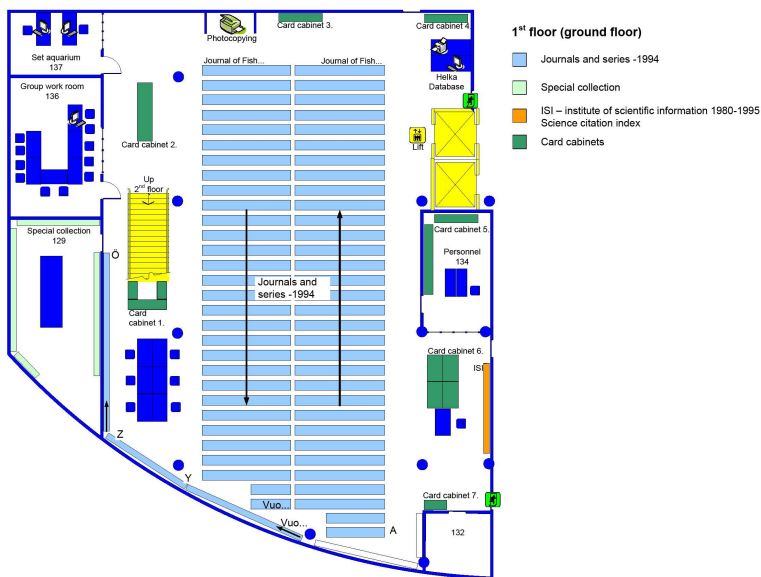 1st floor (ground floor)
Journals and series -1994
Special collection
ISI – institute of scientific information 1980-1995
Science citation index
Card cabinets
Photocopying
Card cabinet 3.
Card cabinet 4.
Set aquarium
137
Journal of Fish...
Journal of Fish...
Helka
Database
Group work room
136
Card cabinet 2.
Lift
Up
2nd floor
Special collection
129
Ö
Card cabinet 5.
Personnel
134
Journals and
series -1994
Card
cabinet 1.
Card cabinet 6.
ISI
Z
Y
Card cabinet 7.
Vuo...
Vuo...
A
132